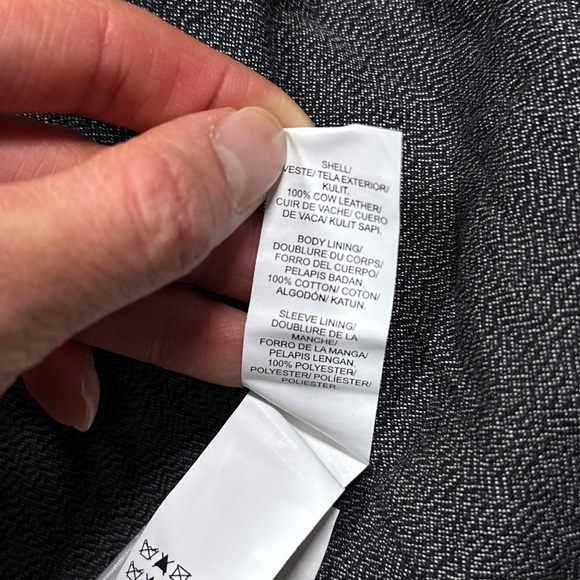 SHELL/
VESTE/ TELA EXTERIOR/
KULIT.
100% COW LEATHER/
CUIR DE VACHE/ CUERO
DE VACA/ KULIT SAPI.
BODY LINING/
DOUBLURE DU CORPS/
FORRO DEL CUERPO/
PELAPIS BADAN.
100% COTTON/ COTON/
ALGODÓN/ KATUN.
SLEEVE LINING/
DOUBLURE DE LA
MANCHE/
FORRO DE LA MANGA/
PELAPIS LENGAN.
100% POLYESTER/
POLYESTER/ POLIÉSTER/
POLIESTER.